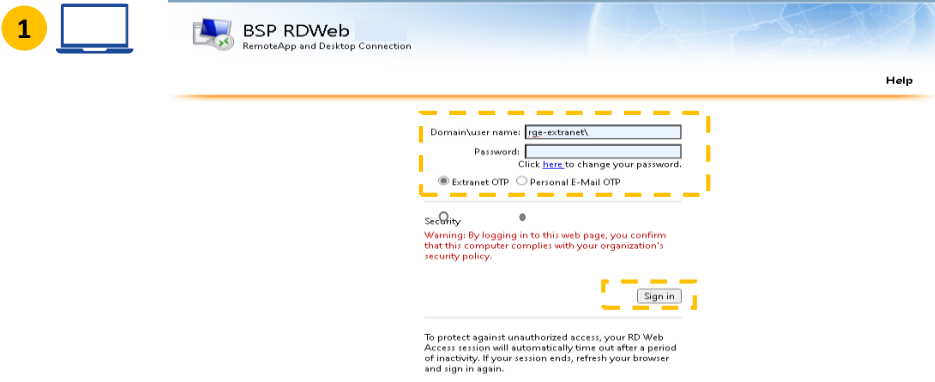 1
BSP RDWeb
RemoteApp and Desktop Connection
Help
Domain\user name: rge-extranet\
Password:
Click here to change your password.
Extranet OTP Personal E-Mail OTP
Security
Warning: By logging in to this web page, you confirm
that this computer complies with your organization's
security policy.
Sign in
To protect against unauthorized access, your RD Web
Access session will automatically time out after a period
of inactivity. If your session ends, refresh your browser
and sign in again.